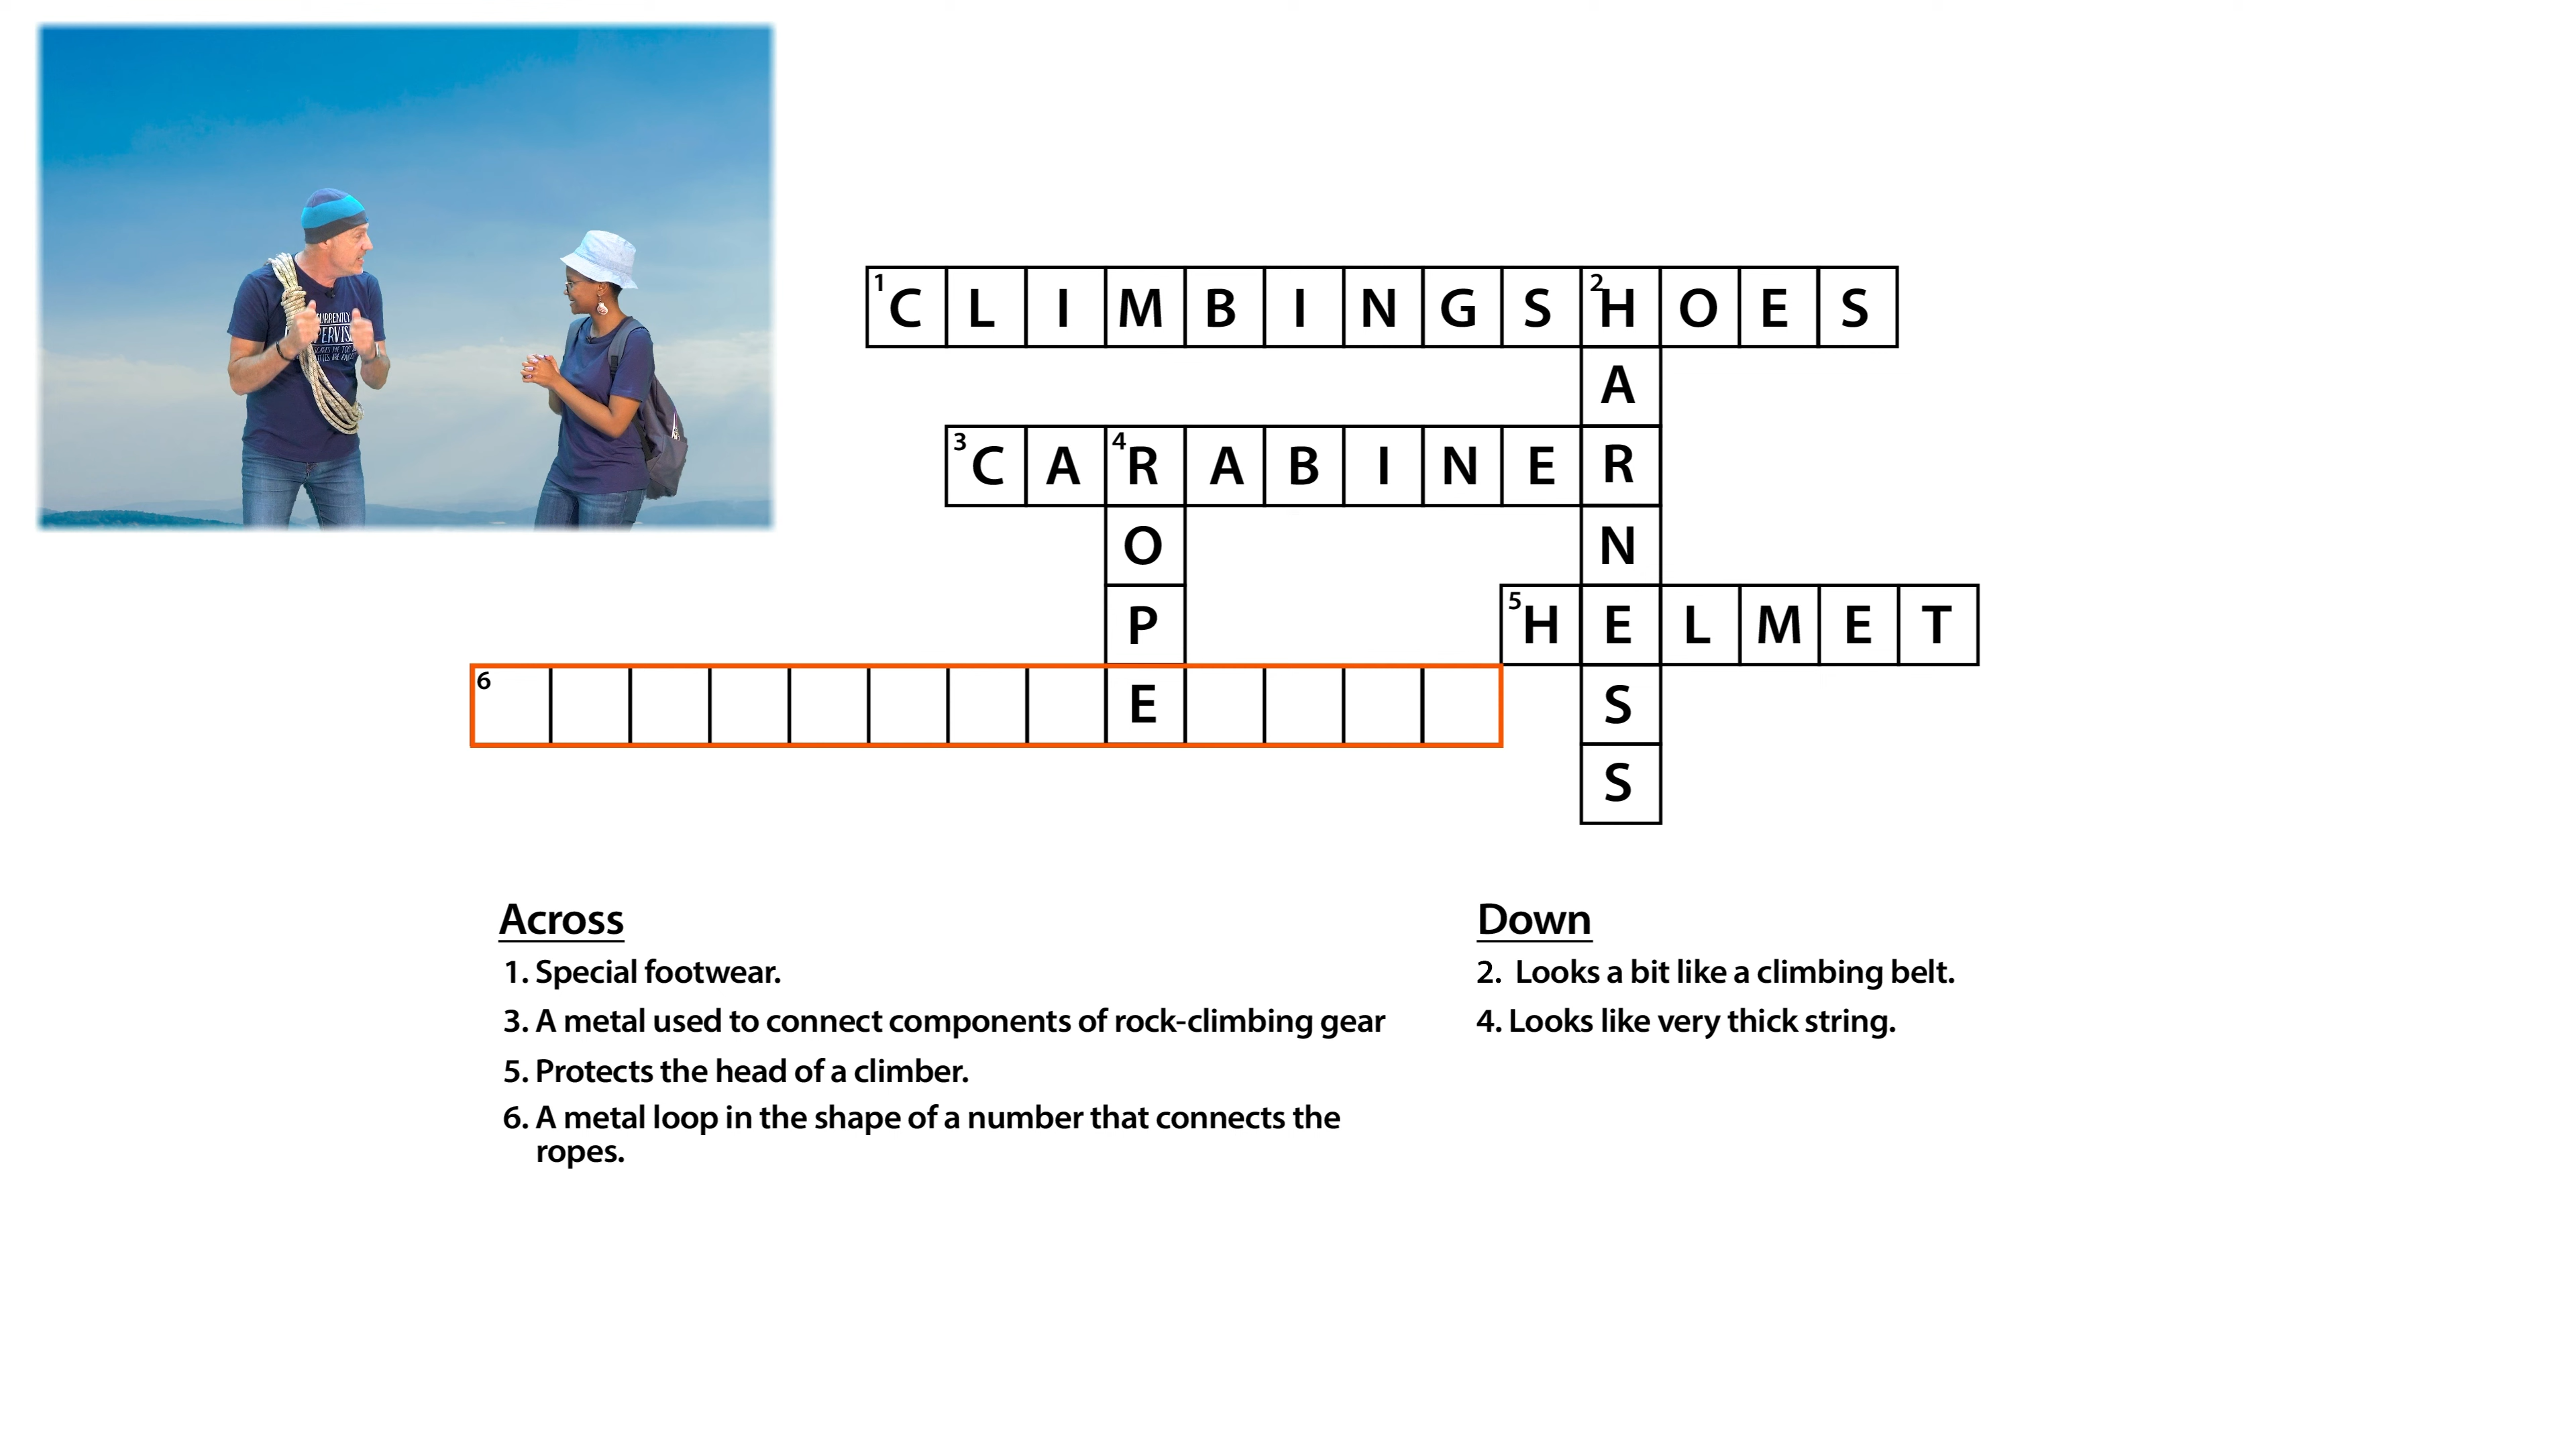 CURRENTLY
1 C L I M B I N G S 2 H O E S
A
3 C A 4 R A B I N E R
O N
P 5 H E L M E T
6 E S
S
Across
1. Special footwear.
3. A metal used to connect components of rock-climbing gear
5. Protects the head of a climber.
6. A metal loop in the shape of a number that connects the
ropes.
Down
2. Looks a bit like a climbing belt.
4. Looks like very thick string.